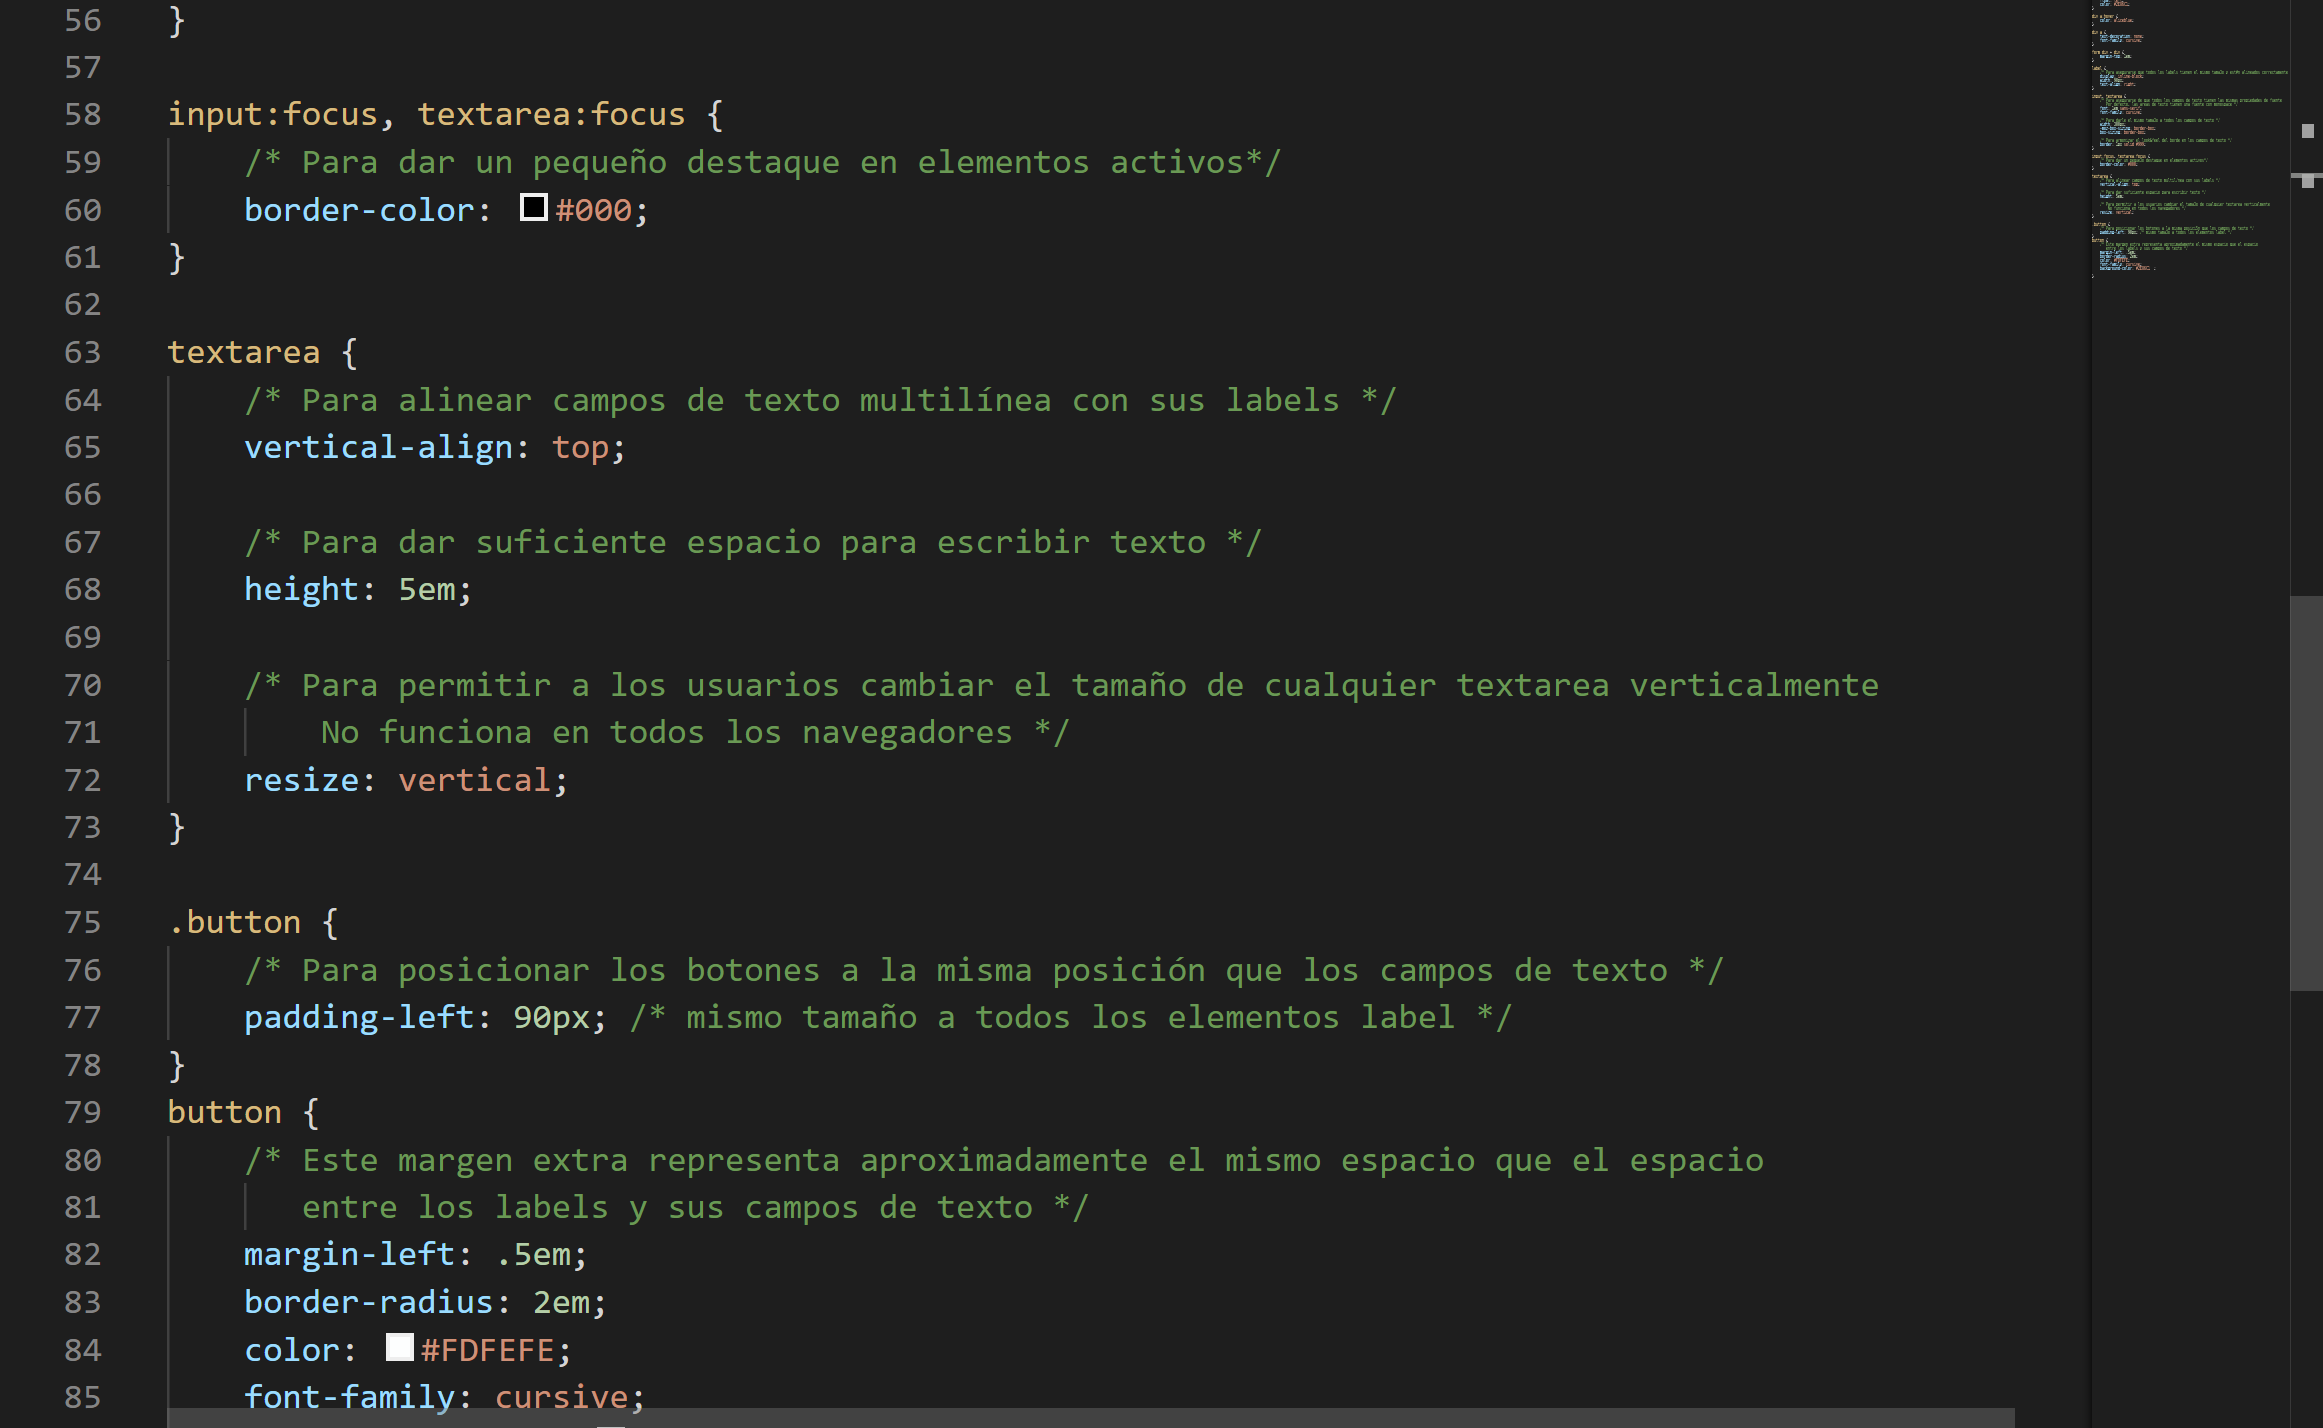 56 }
57
58 input:focus, textarea:focus {
59 /* Para dar un pequeño destaque en elementos activos*/
60 border-color: #000;
61 }
62
63 textarea {
64 /* Para alinear campos de texto multilínea con sus labels */
65 vertical-align: top;
66
67 /* Para dar suficiente espacio para escribir texto */
68 height: 5em;
69
70 /* Para permitir a los usuarios cambiar el tamaño de cualquier textarea verticalmente
71 No funciona en todos los navegadores */
72 resize: vertical;
73 }
74
75 .button {
76 /* Para posicionar los botones a la misma posición que los campos de texto */
77 padding-left: 90px; /* mismo tamaño a todos los elementos label */
78 }
79 button {
80 /* Este margen extra representa aproximadamente el mismo espacio que el espacio
81 entre los labels y sus campos de texto */
82 margin-left: .5em;
83 border-radius: 2em;
84 color: #FDFEFE;
85 font-family: cursive;